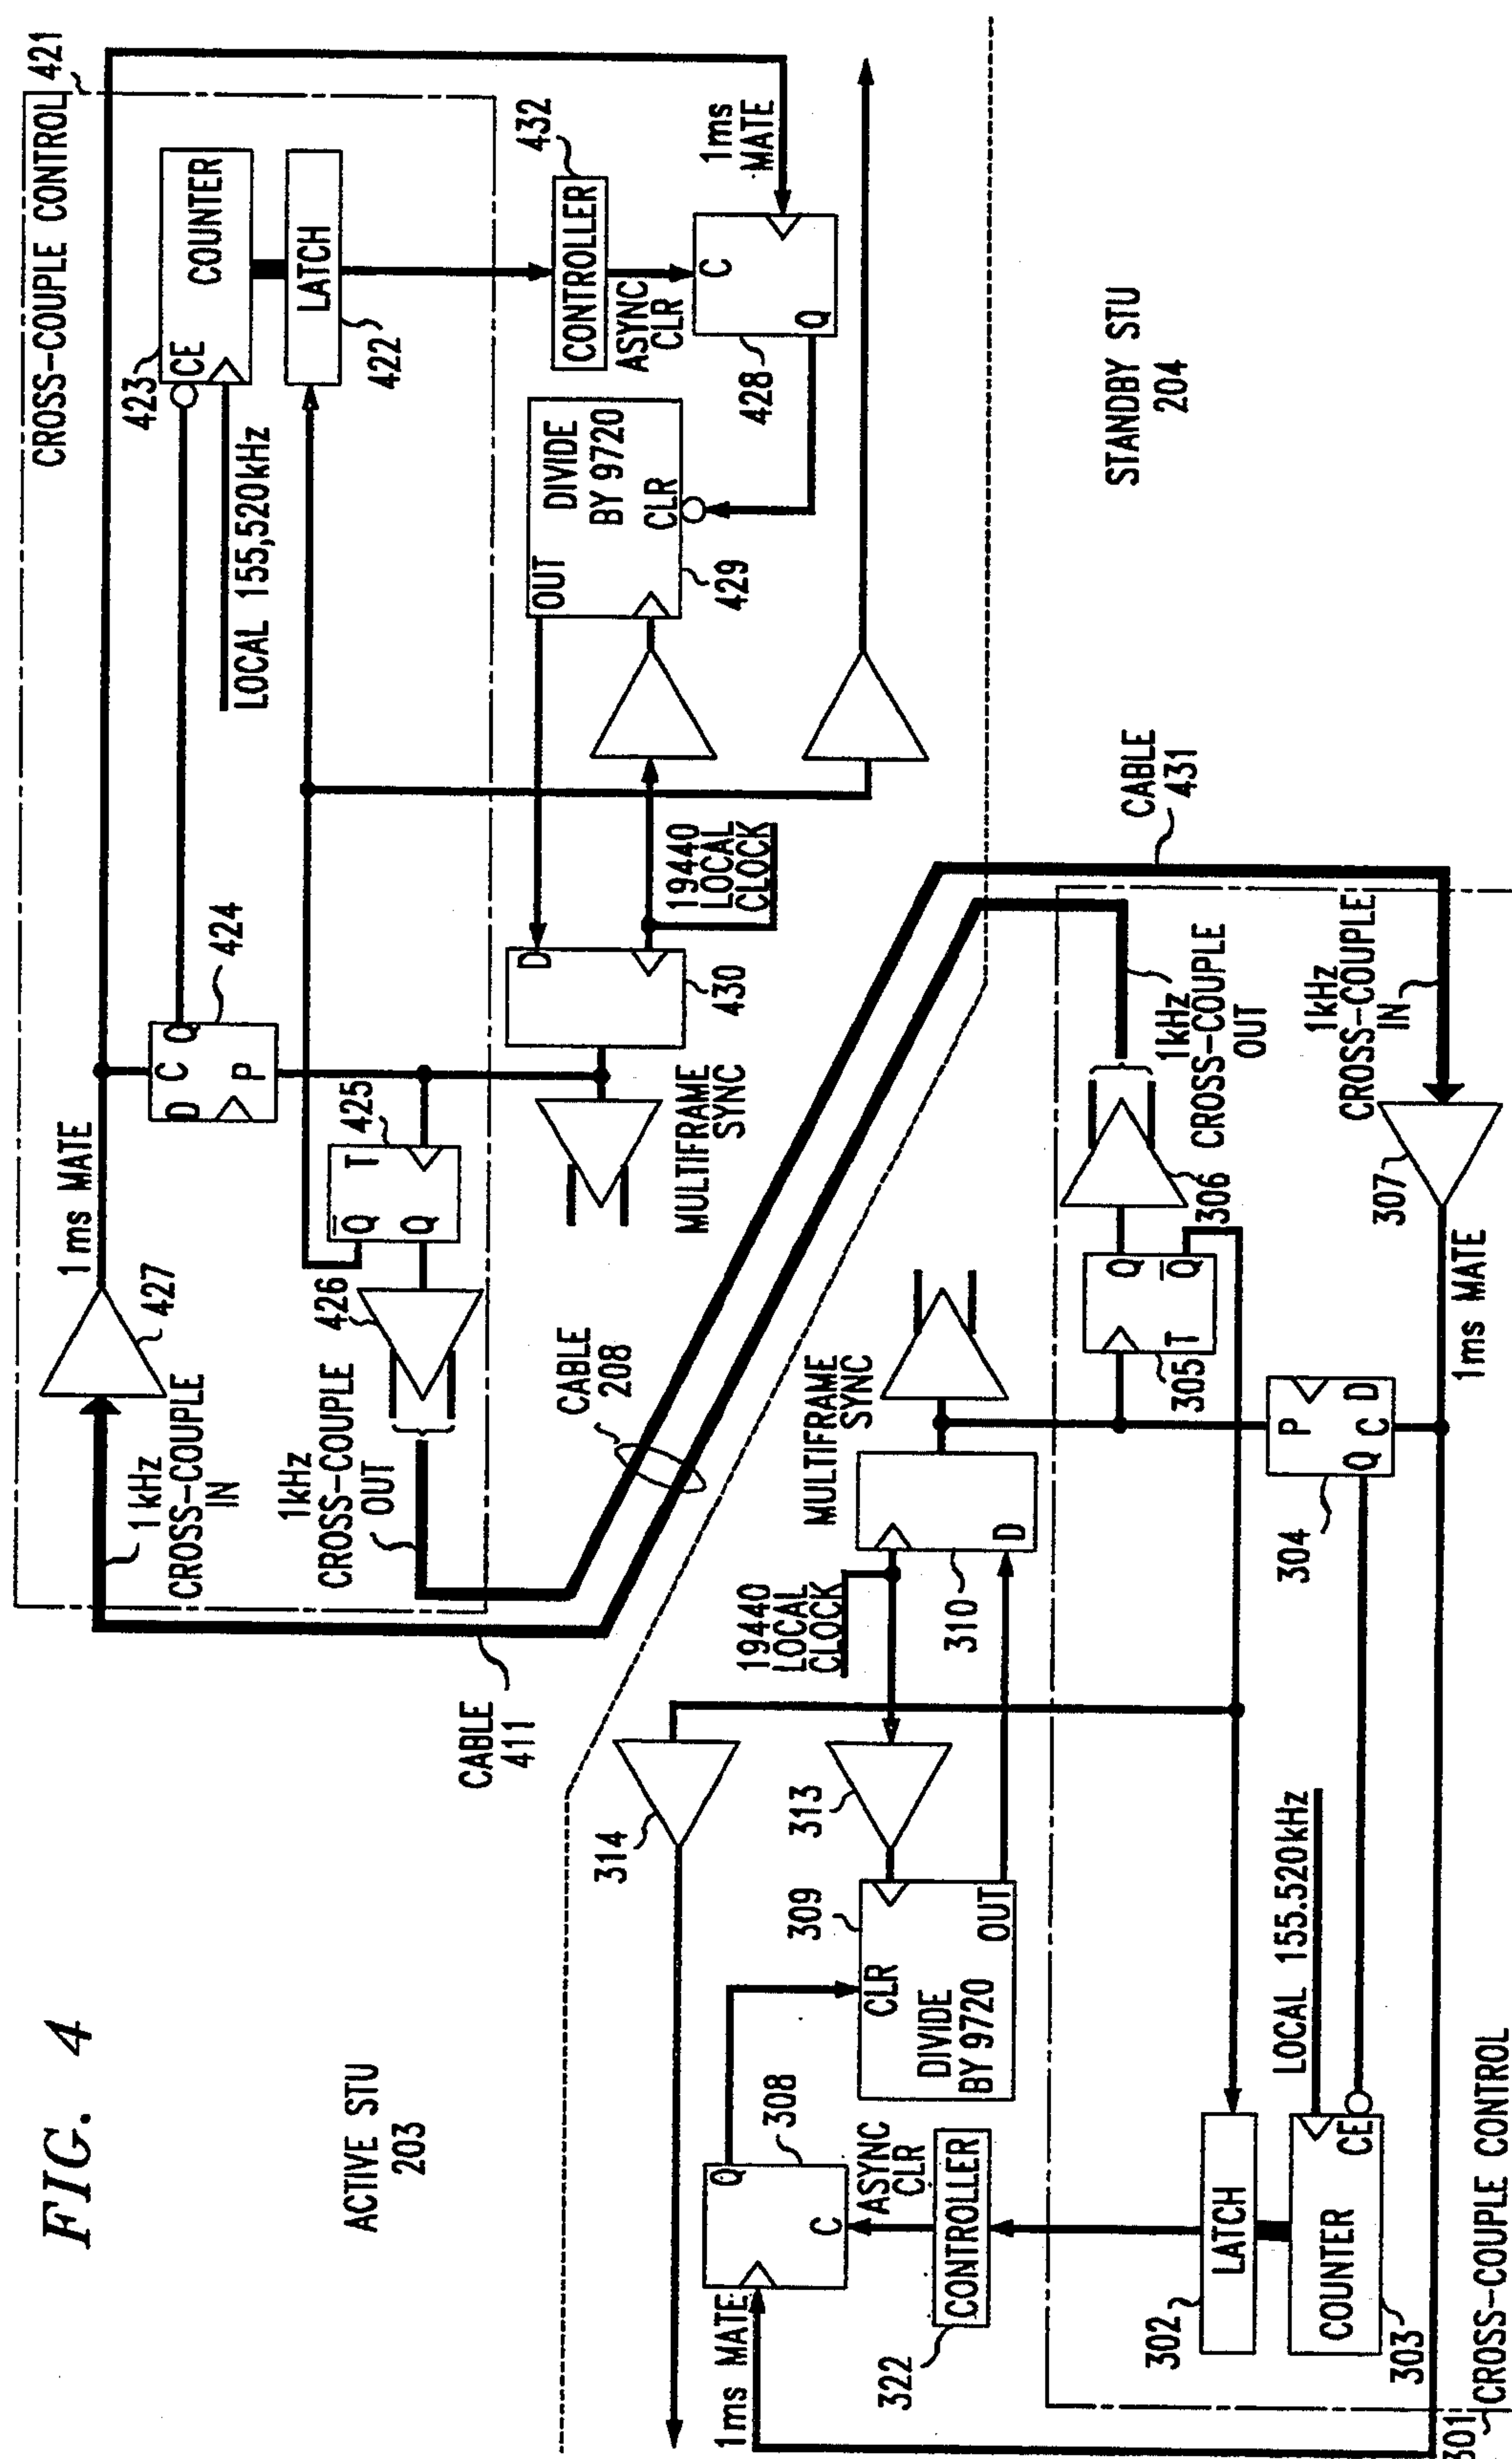 FIG. 4
ACTIVE STU
203
CABLE
411
1kHz
CROSS-COUPLE
IN
427
1ms MATE
1kHz
CROSS-COUPLE
OUT
426
Q
Q
T
425
D
C
Q
P
424
CROSS-COUPLE CONTROL
421
423
CE
COUNTER
LOCAL 155,520kHz
LATCH
422
MULTIFRAME
SYNC
430
D
19440
LOCAL
CLOCK
OUT
DIVIDE
BY 9720
CLR
429
432
CONTROLLER
ASYNC
CLR
C
Q
428
1ms
MATE
CABLE
208
STANDBY STU
204
CABLE
431
314
1ms MATE
Q
C
308
ASYNC
CLR
CONTROLLER
322
309
CLR
DIVIDE
BY 9720
OUT
313
19440
LOCAL
CLOCK
310
D
MULTIFRAME
SYNC
305
T
Q
Q
306
1kHz
CROSS-COUPLE
OUT
1kHz
CROSS-COUPLE
IN
307
1ms MATE
304
P
Q
C
D
LOCAL 155.520kHz
302
LATCH
COUNTER
CE
303
301
CROSS-COUPLE CONTROL